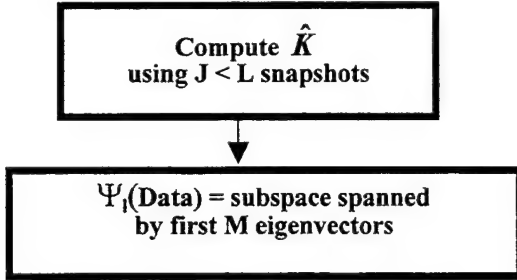 Compute K̂
using J < L snapshots
Ψ₁(Data) = subspace spanned
by first M eigenvectors